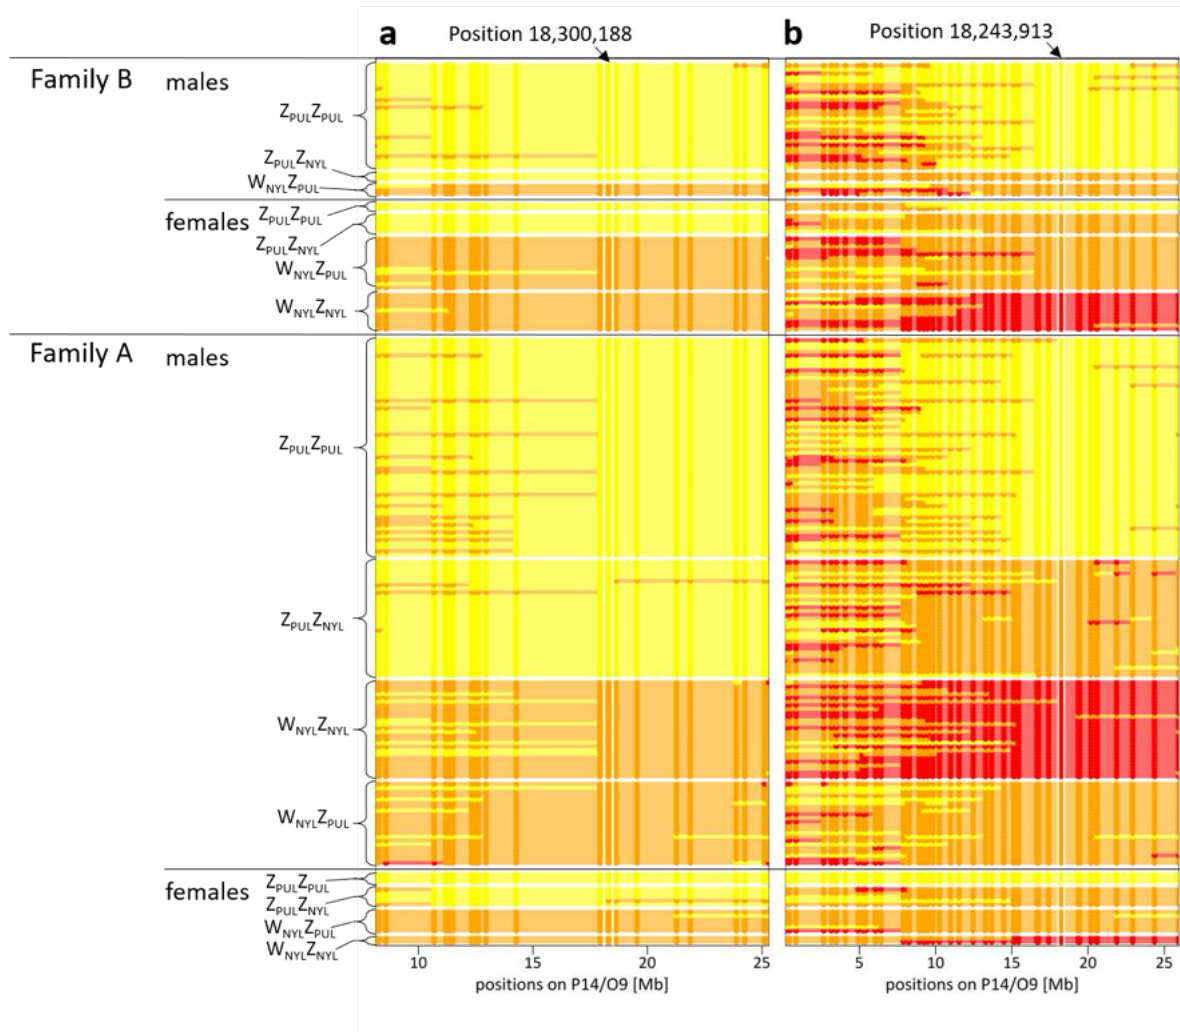 a
b
Position 18,300,188
Position 18,243,913
Family B
males
ZPULZPUL
ZPULZNYL
WNYLZPUL
females
ZPULZPUL
ZPULZNYL
WNYLZPUL
WNYLZNYL
Family A
males
ZPULZPUL
ZPULZNYL
WNYLZNYL
WNYLZPUL
females
ZPULZPUL
ZPULZNYL
WNYLZPUL
WNYLZNYL
10 15 20 25
5 10 15 20 25
positions on P14/O9 [Mb]
positions on P14/O9 [Mb]